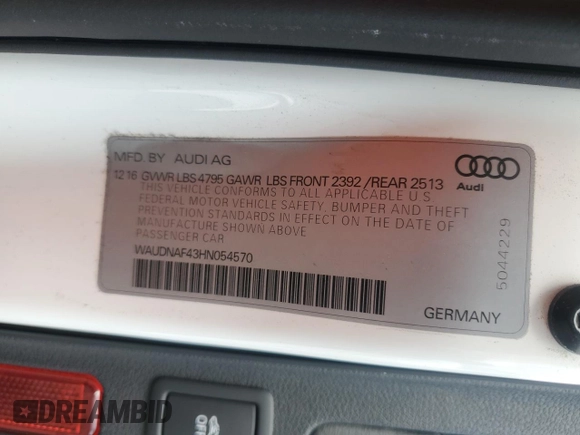 MFD BY AUDI AG
12 16 GVWR LBS 4795 GAWR LBS FRONT 2392 / REAR 2513
THIS VEHICLE CONFORMS TO ALL APPLICABLE U S
FEDERAL MOTOR VEHICLE SAFETY, BUMPER AND THEFT
PREVENTION STANDARDS IN EFFECT ON THE DATE OF
MANUFACTURE SHOWN ABOVE
PASSENGER CAR
WAUDNAF43HN054570
Audi
5044229
GERMANY
DREAMBID